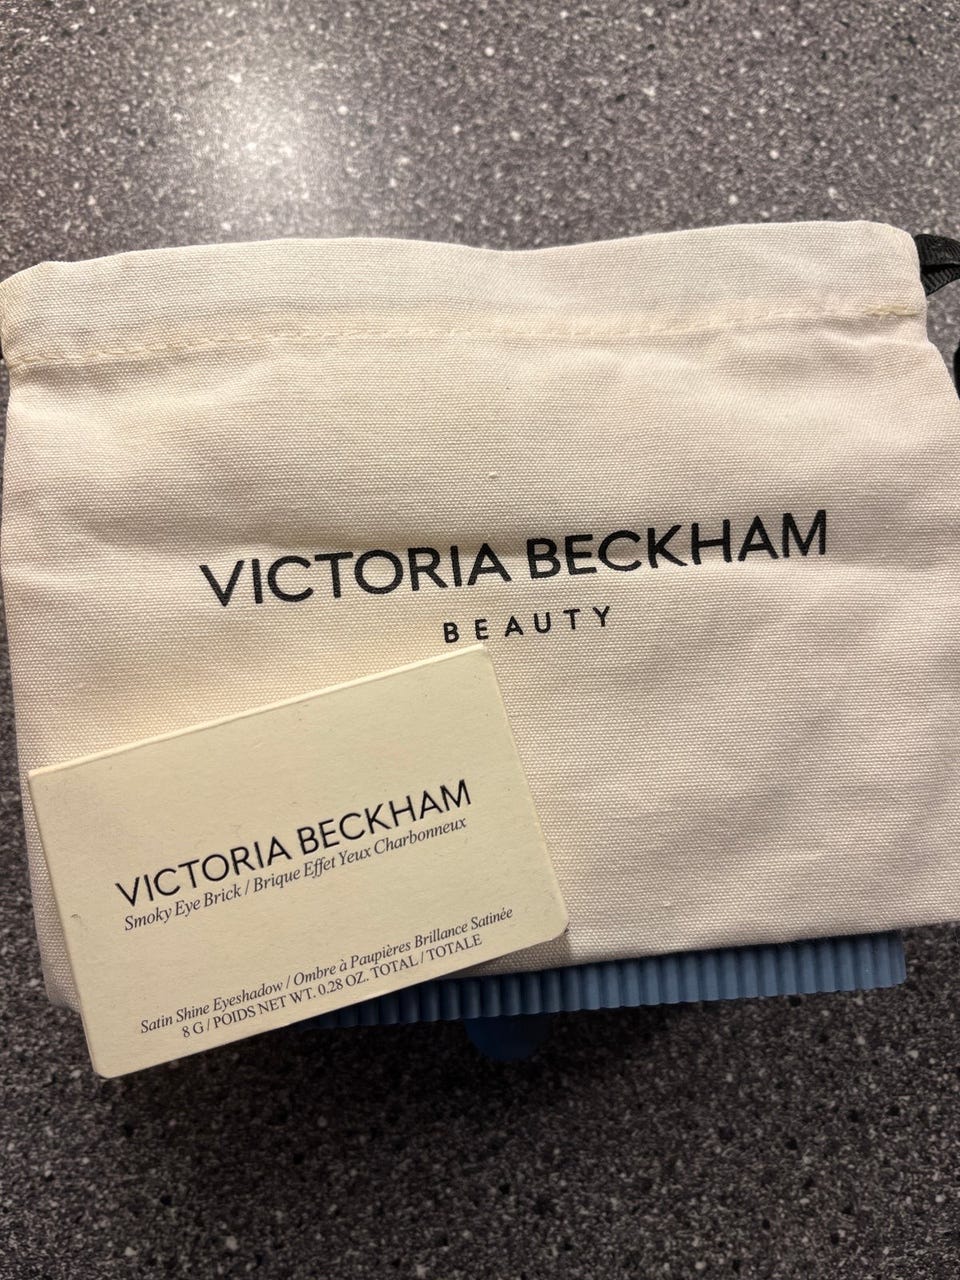 VICTORIA BECKHAM
BEAUTY
VICTORIA BECKHAM
Smoky Eye Brick / Brique Effet Yeux Charbonneux
Satin Shine Eyeshadow / Ombre à Paupières Brillance Satinée
8 G / POIDS NET WT. 0.28 OZ. TOTAL / TOTALE